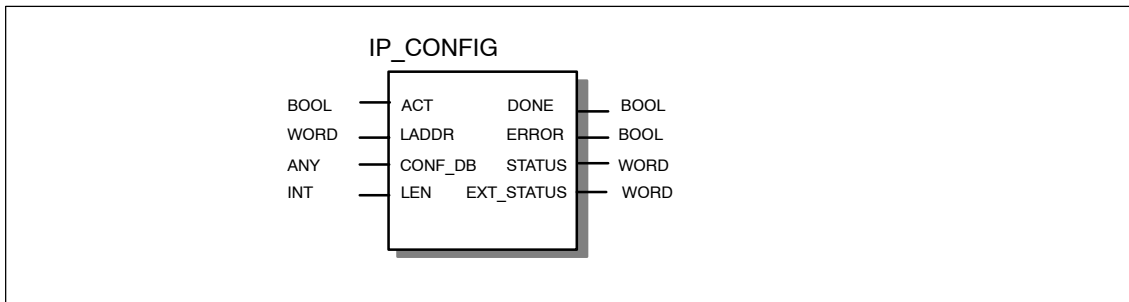 IP_CONFIG
BOOL ACT DONE BOOL
WORD LADDR ERROR BOOL
ANY CONF_DB STATUS WORD
INT LEN EXT_STATUS WORD